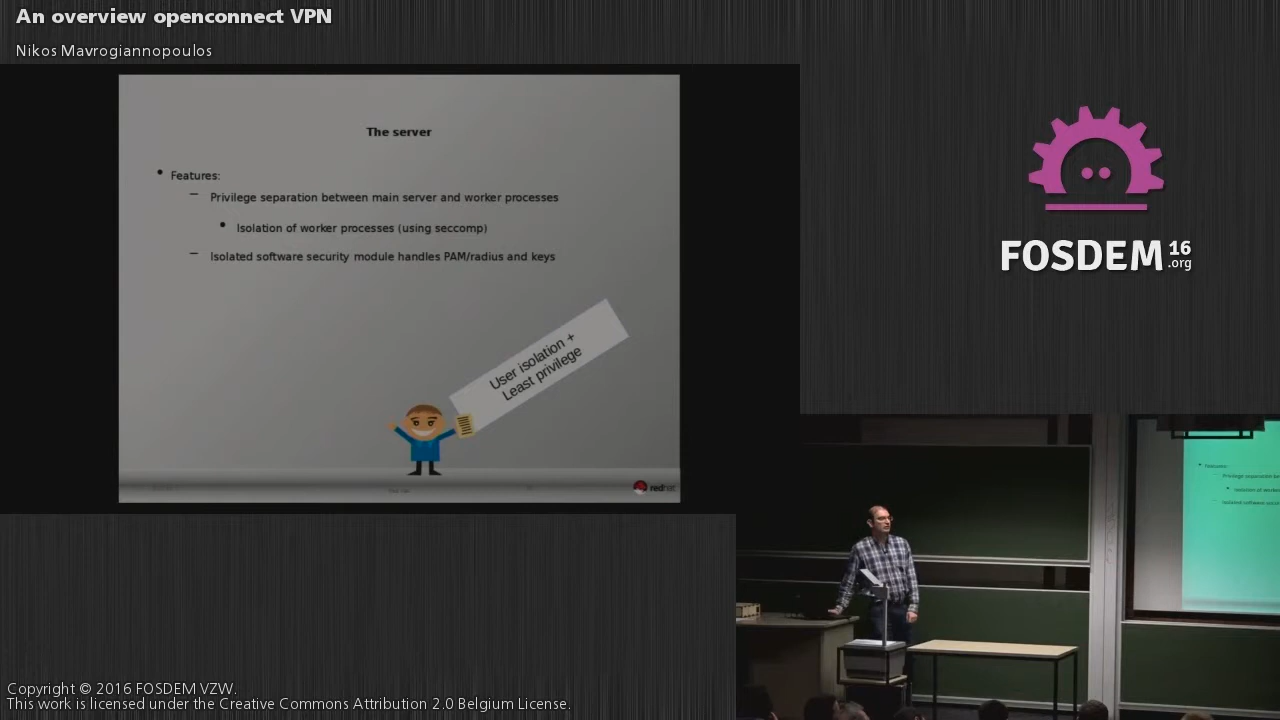 An overview openconnect VPN
Nikos Mavrogiannopoulos
The server
• Features:
– Privilege separation between main server and worker processes
• Isolation of worker processes (using seccomp)
– Isolated software security module handles PAM/radius and keys
User isolation +
Least privilege
redhat
FOSDEM 16
.org
Features:
Copyright © 2016 FOSDEM VZW.
This work is licensed under the Creative Commons Attribution 2.0 Belgium License.